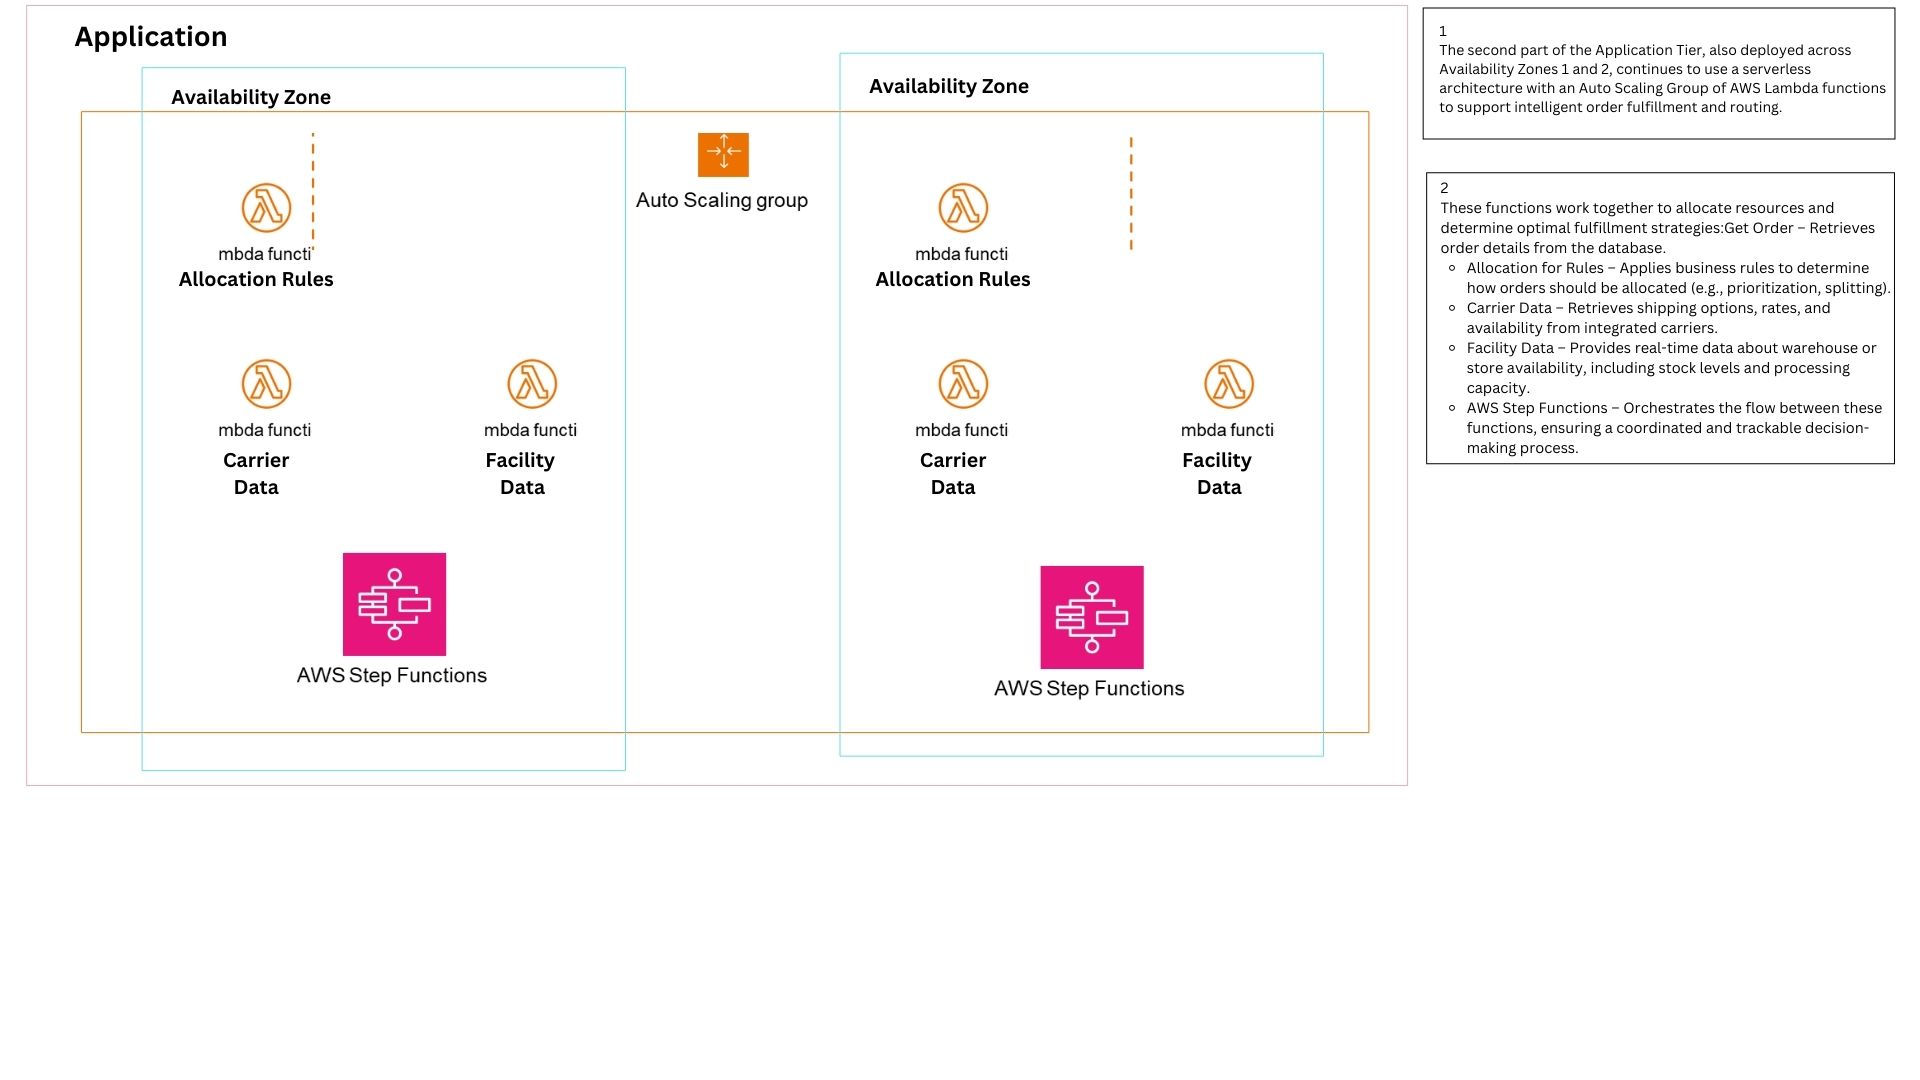 Application
Availability Zone
Availability Zone
Auto Scaling group
mbda functi
Allocation Rules
mbda functi
Allocation Rules
mbda functi
Carrier
Data
mbda functi
Facility
Data
mbda functi
Carrier
Data
mbda functi
Facility
Data
AWS Step Functions
AWS Step Functions
1
The second part of the Application Tier, also deployed across
Availability Zones 1 and 2, continues to use a serverless
architecture with an Auto Scaling Group of AWS Lambda functions
to support intelligent order fulfillment and routing.
2
These functions work together to allocate resources and
determine optimal fulfillment strategies:Get Order – Retrieves
order details from the database.
Allocation for Rules – Applies business rules to determine
how orders should be allocated (e.g., prioritization, splitting).
Carrier Data – Retrieves shipping options, rates, and
availability from integrated carriers.
Facility Data – Provides real-time data about warehouse or
store availability, including stock levels and processing
capacity.
AWS Step Functions – Orchestrates the flow between these
functions, ensuring a coordinated and trackable decision-
making process.